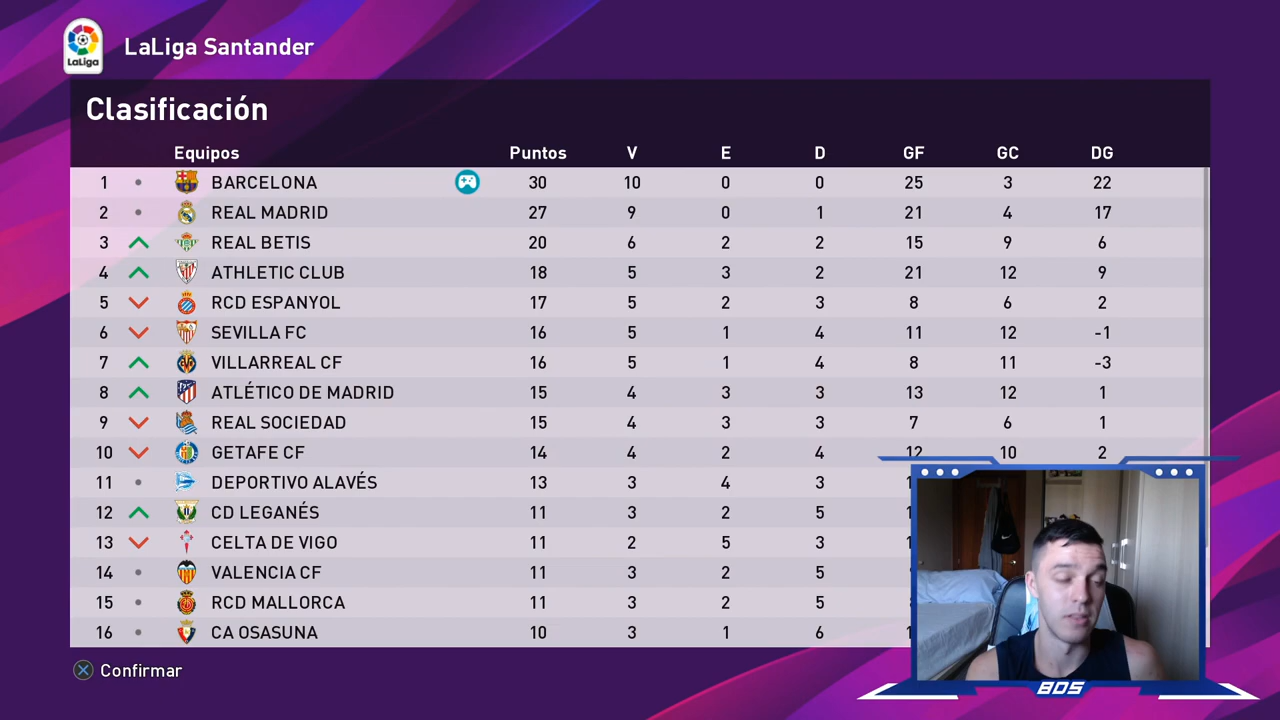 LaLiga
LaLiga Santander
Clasificación
Equipos Puntos V E D GF GC DG
1 BARCELONA 30 10 0 0 25 3 22
2 REAL MADRID 27 9 0 1 21 4 17
3 REAL BETIS 20 6 2 2 15 9 6
4 ATHLETIC CLUB 18 5 3 2 21 12 9
5 RCD ESPANYOL 17 5 2 3 8 6 2
6 SEVILLA FC 16 5 1 4 11 12 -1
7 VILLARREAL CF 16 5 1 4 8 11 -3
8 ATLÉTICO DE MADRID 15 4 3 3 13 12 1
9 REAL SOCIEDAD 15 4 3 3 7 6 1
10 GETAFE CF 14 4 2 4 12 10 2
11 DEPORTIVO ALAVÉS 13 3 4 3
12 CD LEGANÉS 11 3 2 5
13 CELTA DE VIGO 11 2 5 3
14 VALENCIA CF 11 3 2 5
15 RCD MALLORCA 11 3 2 5
16 CA OSASUNA 10 3 1 6
Confirmar
BDS